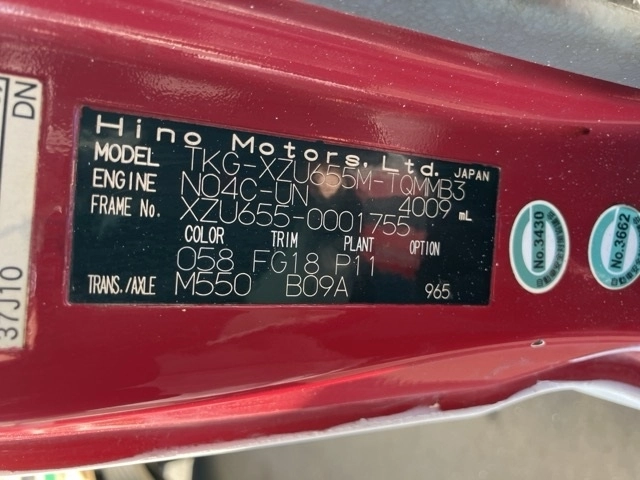 Hino Motors, Ltd. JAPAN
MODEL TKG-XZU655M-TQMMB3
ENGINE N04C-UN 4009 mL
FRAME No. XZU655-0001755
COLOR TRIM PLANT OPTION
058 FG18 P11
TRANS./AXLE M550 B09A 965
DN
37J10
No.3430
No.3662